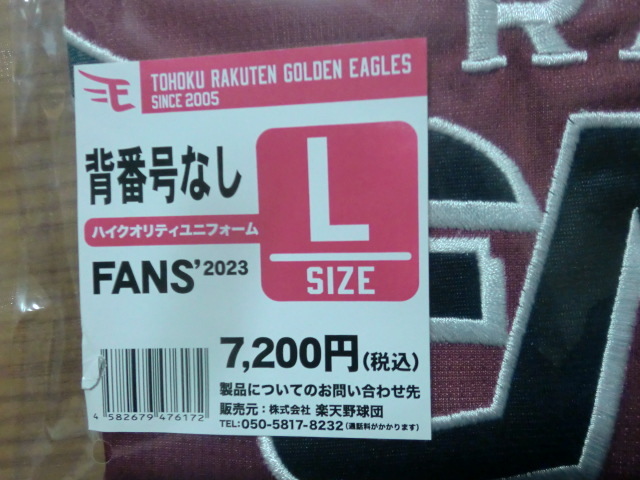 TOHOKU RAKUTEN GOLDEN EAGLES
SINCE 2005
背番号なし
ハイクオリティユニフォーム
FANS'2023
L
SIZE
7,200円(税込)
製品についてのお問い合わせ先
販売元:株式会社 楽天野球団
TEL:050-5817-8232(通話料がかかります)
4 582679 476172